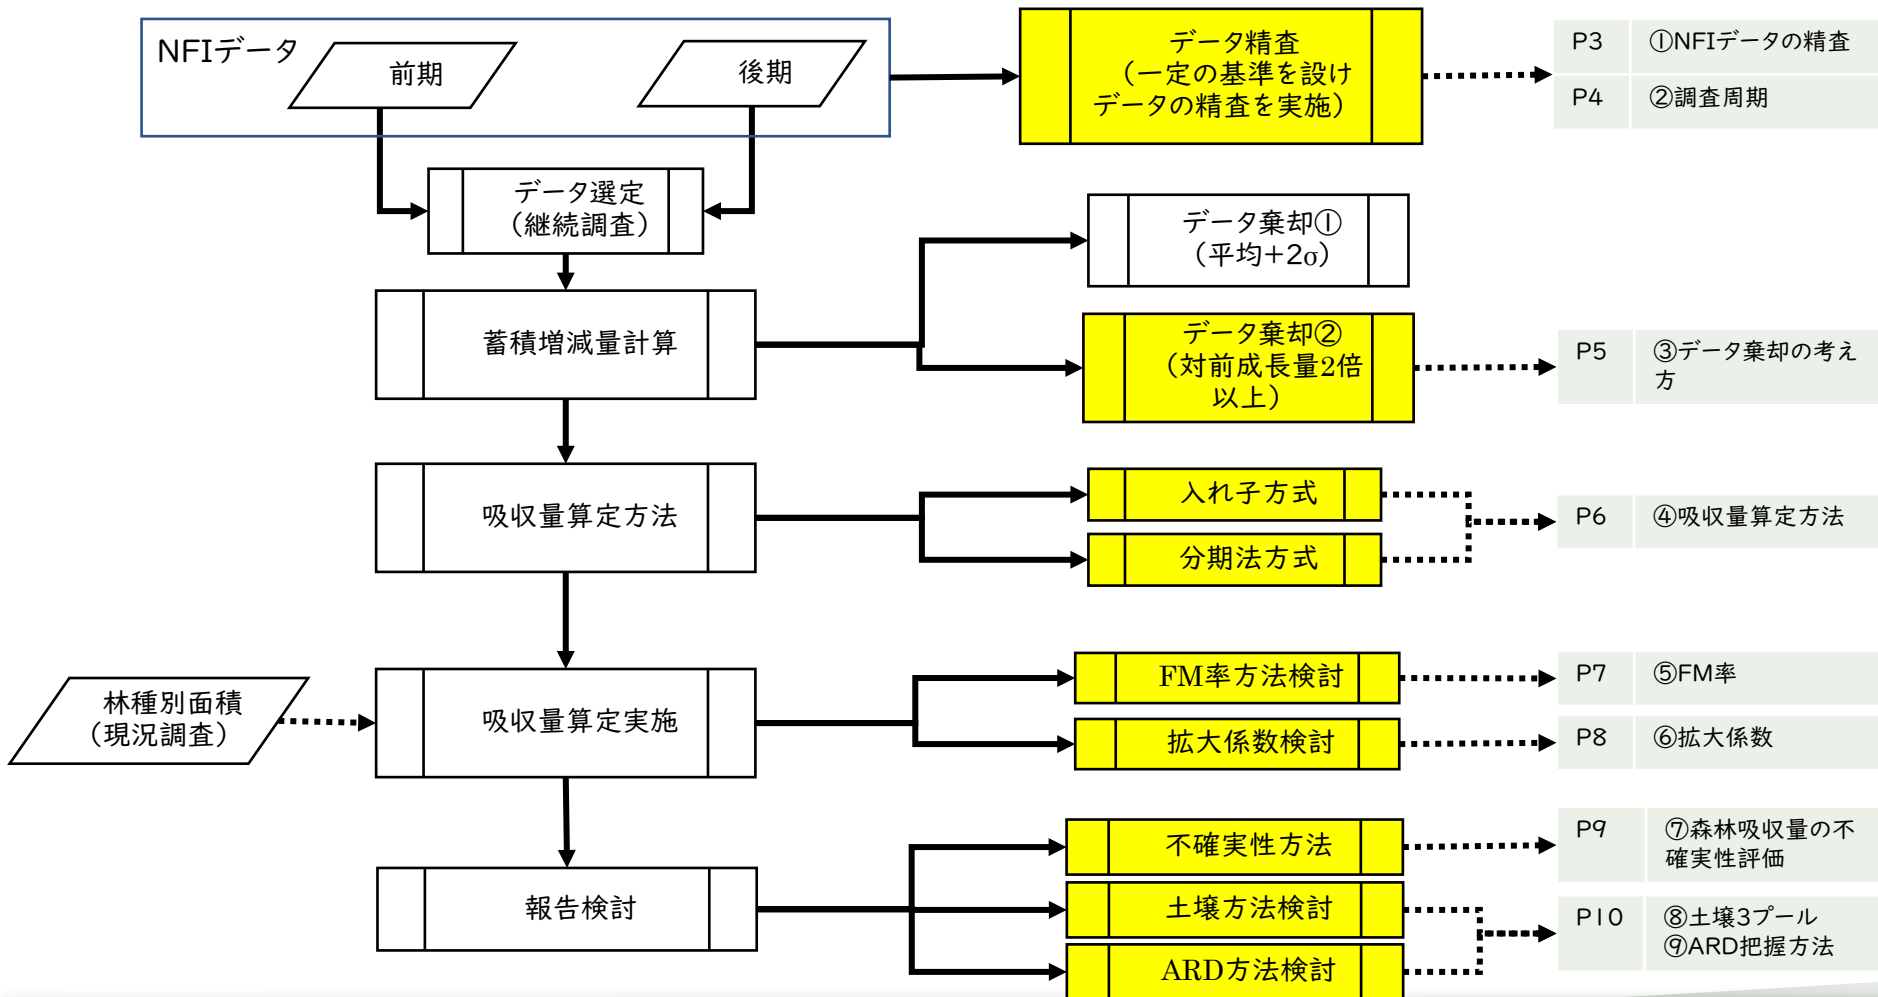 NFIデータ
前期
後期
データ精査
（一定の基準を設け
データの精査を実施）
P3 ①NFIデータの精査
P4 ②調査周期
データ選定
（継続調査）
データ棄却①
（平均＋2σ）
蓄積増減量計算
データ棄却②
（対前成長量2倍
以上）
P5 ③データ棄却の考え
方
吸収量算定方法
入れ子方式
分期法方式
P6 ④吸収量算定方法
林種別面積
（現況調査）
吸収量算定実施
FM率方法検討
P7 ⑤FM率
拡大係数検討
P8 ⑥拡大係数
報告検討
不確実性方法
P9 ⑦森林吸収量の不
確実性評価
土壌方法検討
ARD方法検討
P10 ⑧土壌3プール
⑨ARD把握方法